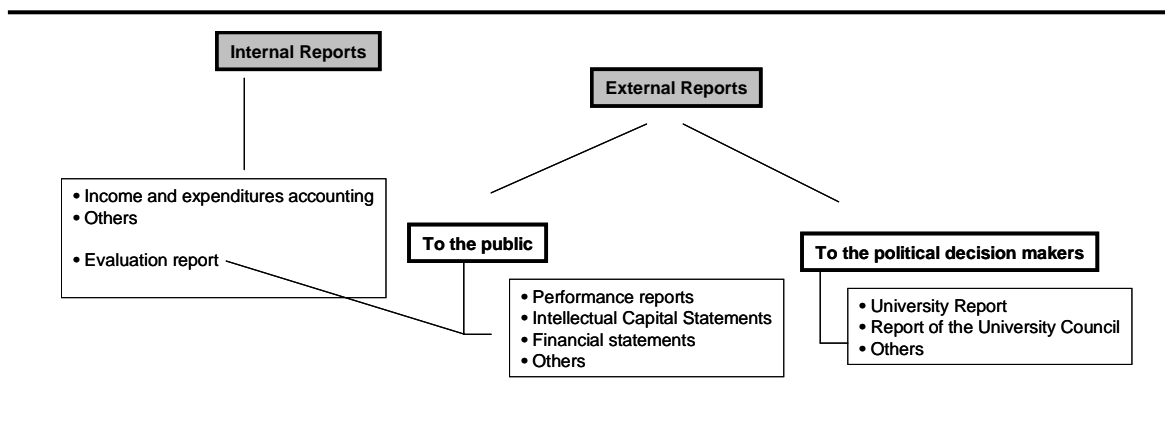 Internal Reports
External Reports
• Income and expenditures accounting
• Others
• Evaluation report
To the public
• Performance reports
• Intellectual Capital Statements
• Financial statements
• Others
To the political decision makers
• University Report
• Report of the University Council
• Others